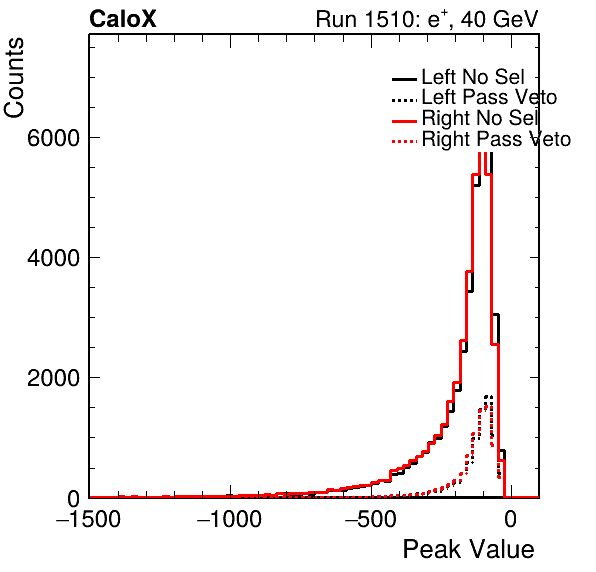 CaloX Run 1510: e⁺, 40 GeV
Counts
Left No Sel
Left Pass Veto
Right No Sel
Right Pass Veto
6000
4000
2000
0
−1500 −1000 −500 0
Peak Value